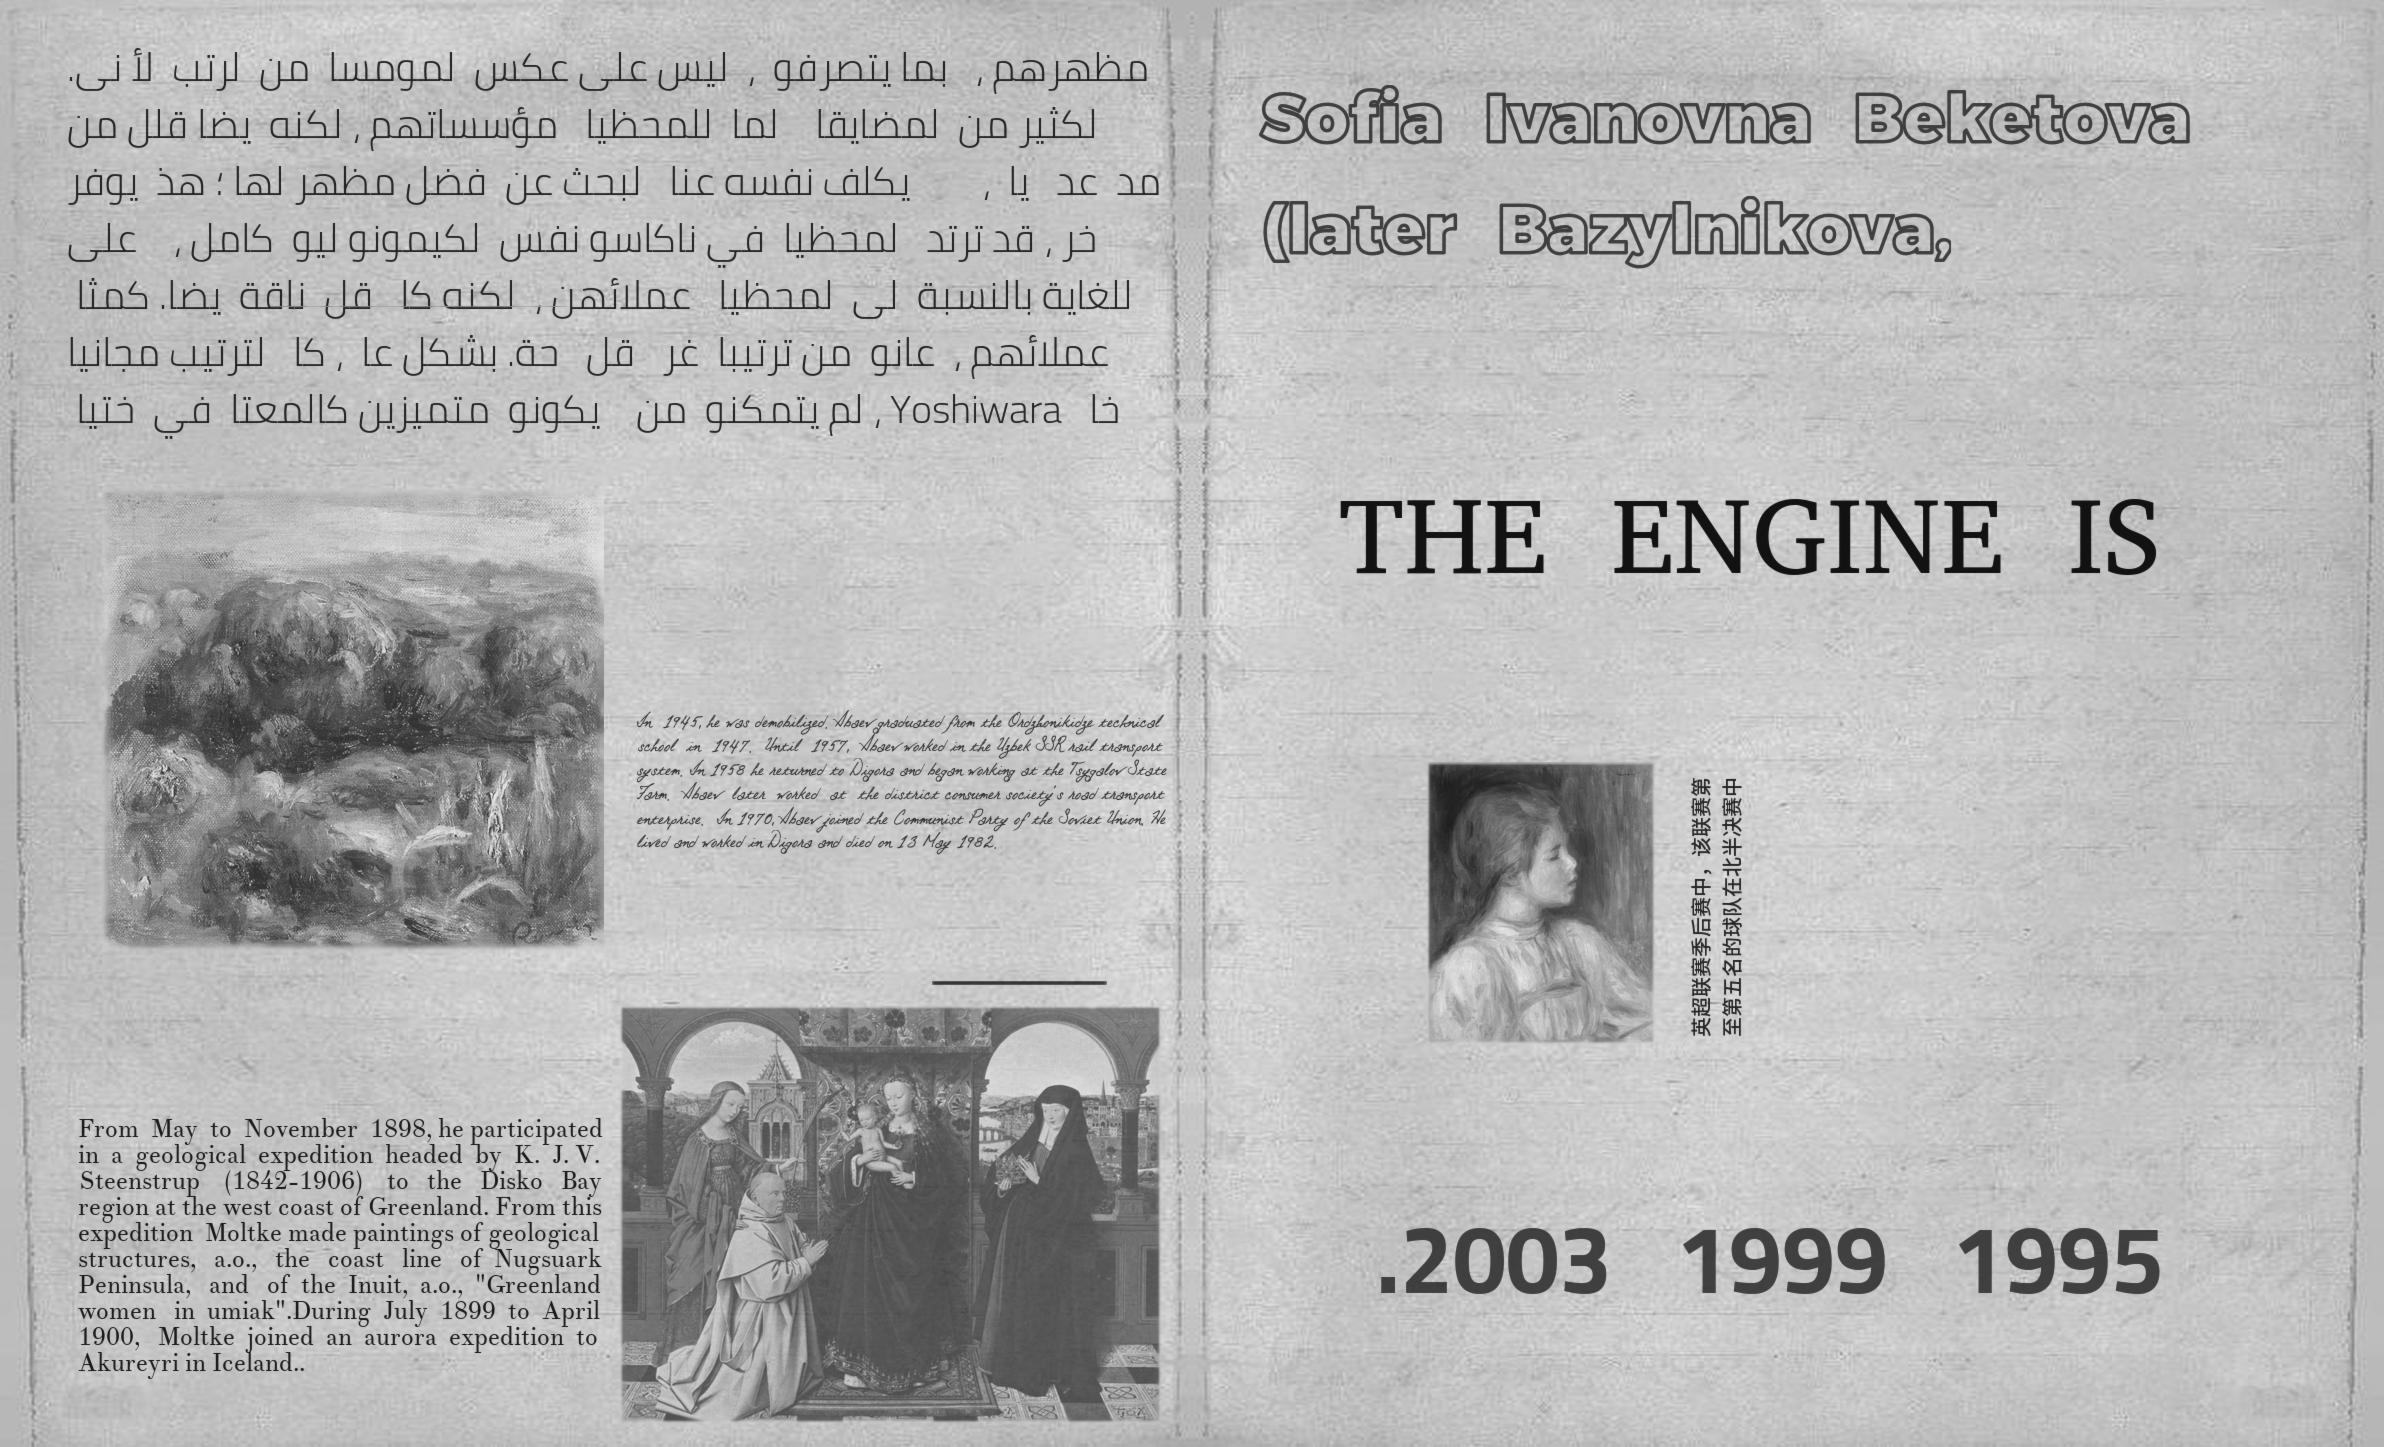 مظهرهم, بما يتصرفو , ليس على عكس لمومسا من لرتب لأ نى.
لكثير من لمضايقا لما للمحظيا مؤسساتهم, لكنه يضا قلل من
مد عد يا , يكلف نفسه عنا لبحث عن فضل مظهر لها؛ هذ يوفر
خر, قد ترتد لمحظيا في ناكاسو نفس لكيمونو ليو كامل, على
للغاية بالنسبة لى لمحظيا عملائهن, لكنه كا قل ناقة يضا. كمثا
عملائهم, عانو من ترتيبا غر قل حة. بشكل عا , كا لترتيب مجانيا
خا Yoshiwara, لم يتمكنو من يكونو متميزين كالمعتا في ختيا
In 1945, he was demobilized. Abaev graduated from the Ordzhonikidze technical
school in 1947. Until 1957, Abaev worked in the Uzbek SSR rail transport
system. In 1958 he returned to Digora and began working at the Tsygalov State
Farm. Abaev later worked at the district consumer society's road transport
enterprise. In 1970, Abaev joined the Communist Party of the Soviet Union. He
lived and worked in Digora and died on 13 May 1982.
From May to November 1898, he participated
in a geological expedition headed by K. J. V.
Steenstrup (1842-1906) to the Disko Bay
region at the west coast of Greenland. From this
expedition Moltke made paintings of geological
structures, a.o., the coast line of Nugsuark
Peninsula, and of the Inuit, a.o., "Greenland
women in umiak".During July 1899 to April
1900, Moltke joined an aurora expedition to
Akureyri in Iceland..
Sofia Ivanovna Beketova
(later Bazylnikova,
THE ENGINE IS
英超联赛季后赛中，该联赛第
至第五名的球队在北半决赛中
1995 1999 2003.